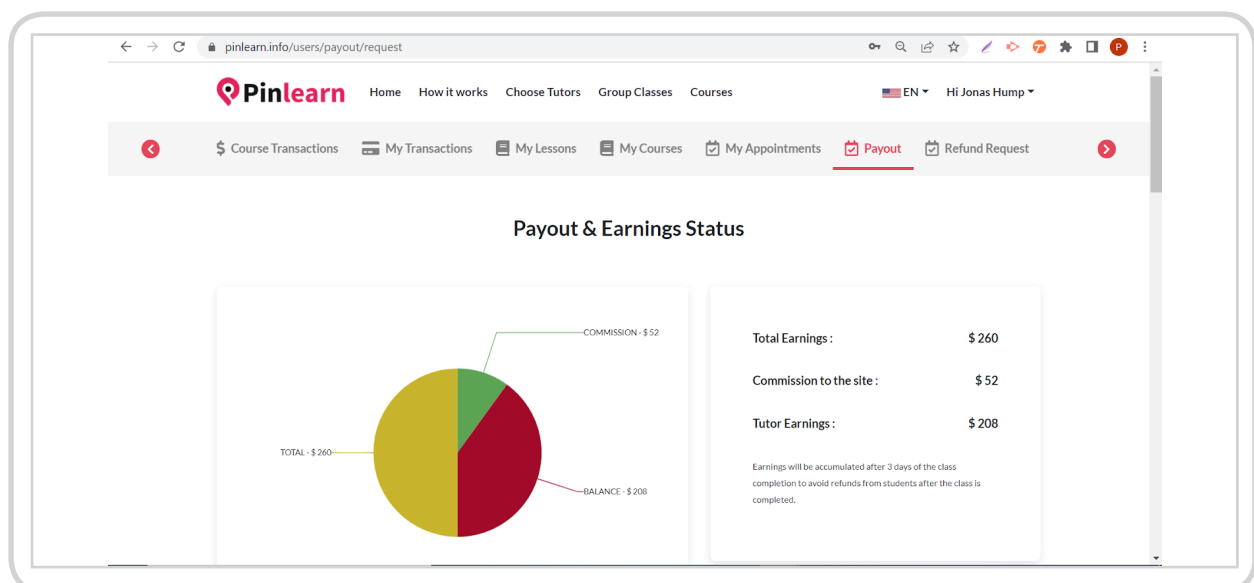 pinlearn.info/users/payout/request
P
Pinlearn Home How it works Choose Tutors Group Classes Courses EN Hi Jonas Hump
$ Course Transactions My Transactions My Lessons My Courses My Appointments Payout Refund Request
Payout & Earnings Status
COMMISSION - $ 52
TOTAL - $ 260
BALANCE - $ 208
Total Earnings : $ 260
Commission to the site : $ 52
Tutor Earnings : $ 208
Earnings will be accumulated after 3 days of the class
completion to avoid refunds from students after the class is
completed.